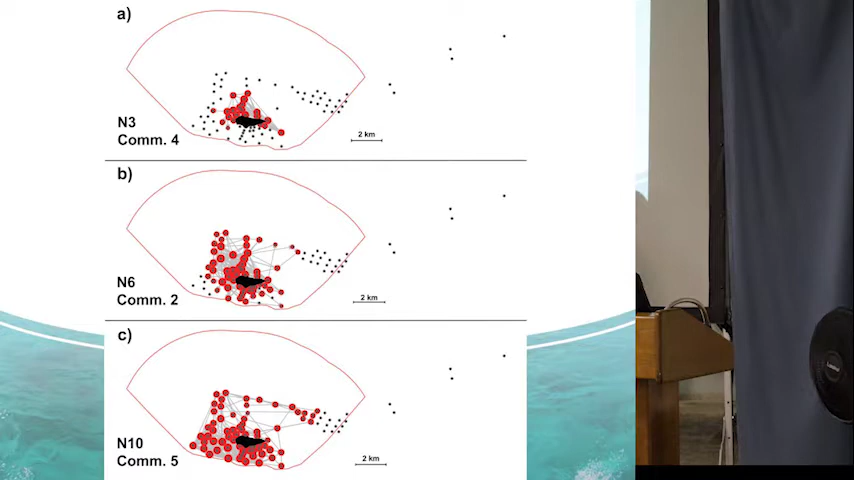 a)
N3
Comm. 4
2 km
b)
N6
Comm. 2
2 km
c)
N10
Comm. 5
2 km